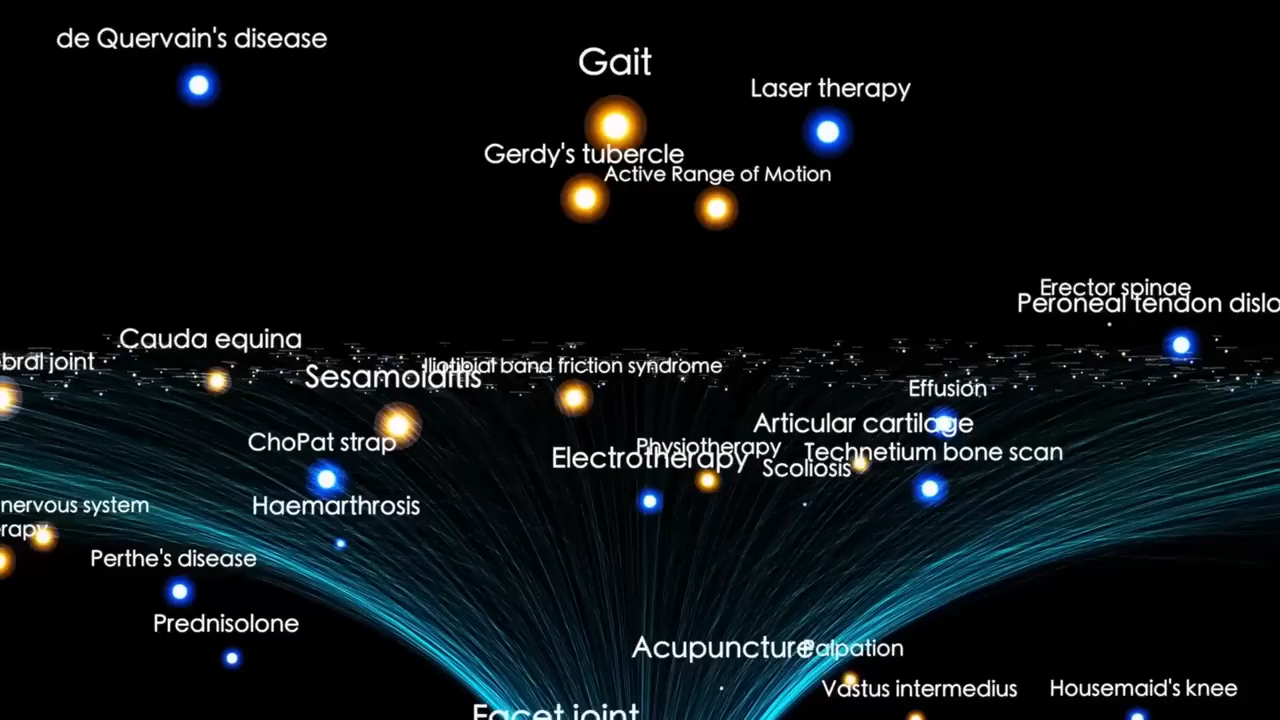 de Quervain's disease
Gait
Laser therapy
Gerdy's tubercle
Active Range of Motion
Erector spinae
Peroneal tendon dislo
Cauda equina
bral joint
Iliotibial band friction syndrome
Sesamoiditis
Effusion
Articular cartilage
ChoPat strap
Physiotherapy
Technetium bone scan
Electrotherapy
Scoliosis
nervous system
Haemarthrosis
erapy
Perthe's disease
Prednisolone
Acupuncture
Palpation
Vastus intermedius
Housemaid's knee
Facet joint